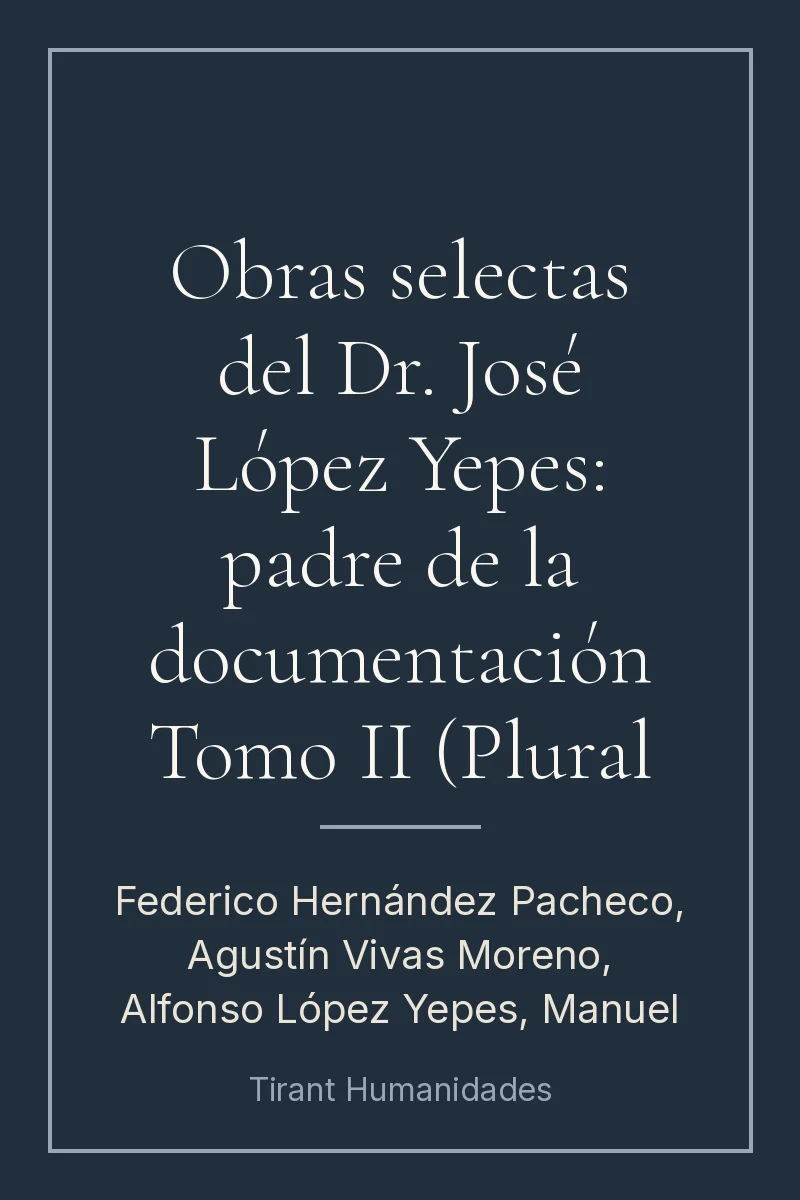 Obras selectas
del Dr. José
López Yepes:
padre de la
documentación
Tomo II (Plural
Federico Hernández Pacheco,
Agustín Vivas Moreno,
Alfonso López Yepes, Manuel
Tirant Humanidades